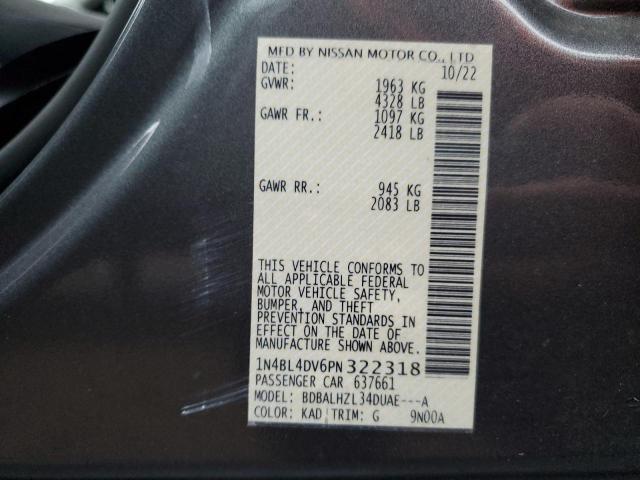 MFD BY NISSAN MOTOR CO., LTD
DATE: 10/22
GVWR: 1963 KG
4328 LB
GAWR FR.: 1097 KG
2418 LB
GAWR RR.: 945 KG
2083 LB
THIS VEHICLE CONFORMS TO
ALL APPLICABLE FEDERAL
MOTOR VEHICLE SAFETY,
BUMPER, AND THEFT
PREVENTION STANDARDS IN
EFFECT ON THE DATE OF
MANUFACTURE SHOWN ABOVE.
1N4BL4DV6PN322318
PASSENGER CAR 637661
MODEL: BDBALHZL34DUAE---A
COLOR: KAD TRIM: G 9N00A